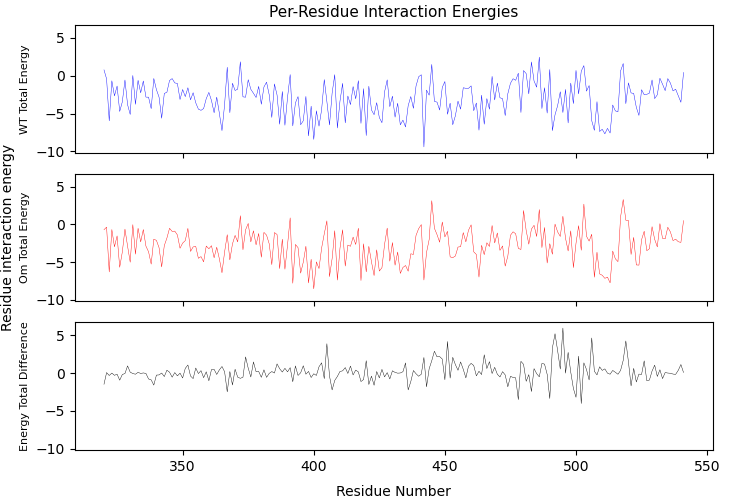 Per-Residue Interaction Energies
Residue interaction energy
WT Total Energy
5
0
−5
−10
Om Total Energy
5
0
−5
−10
Energy Total Difference
5
0
−5
−10
350 400 450 500 550
Residue Number